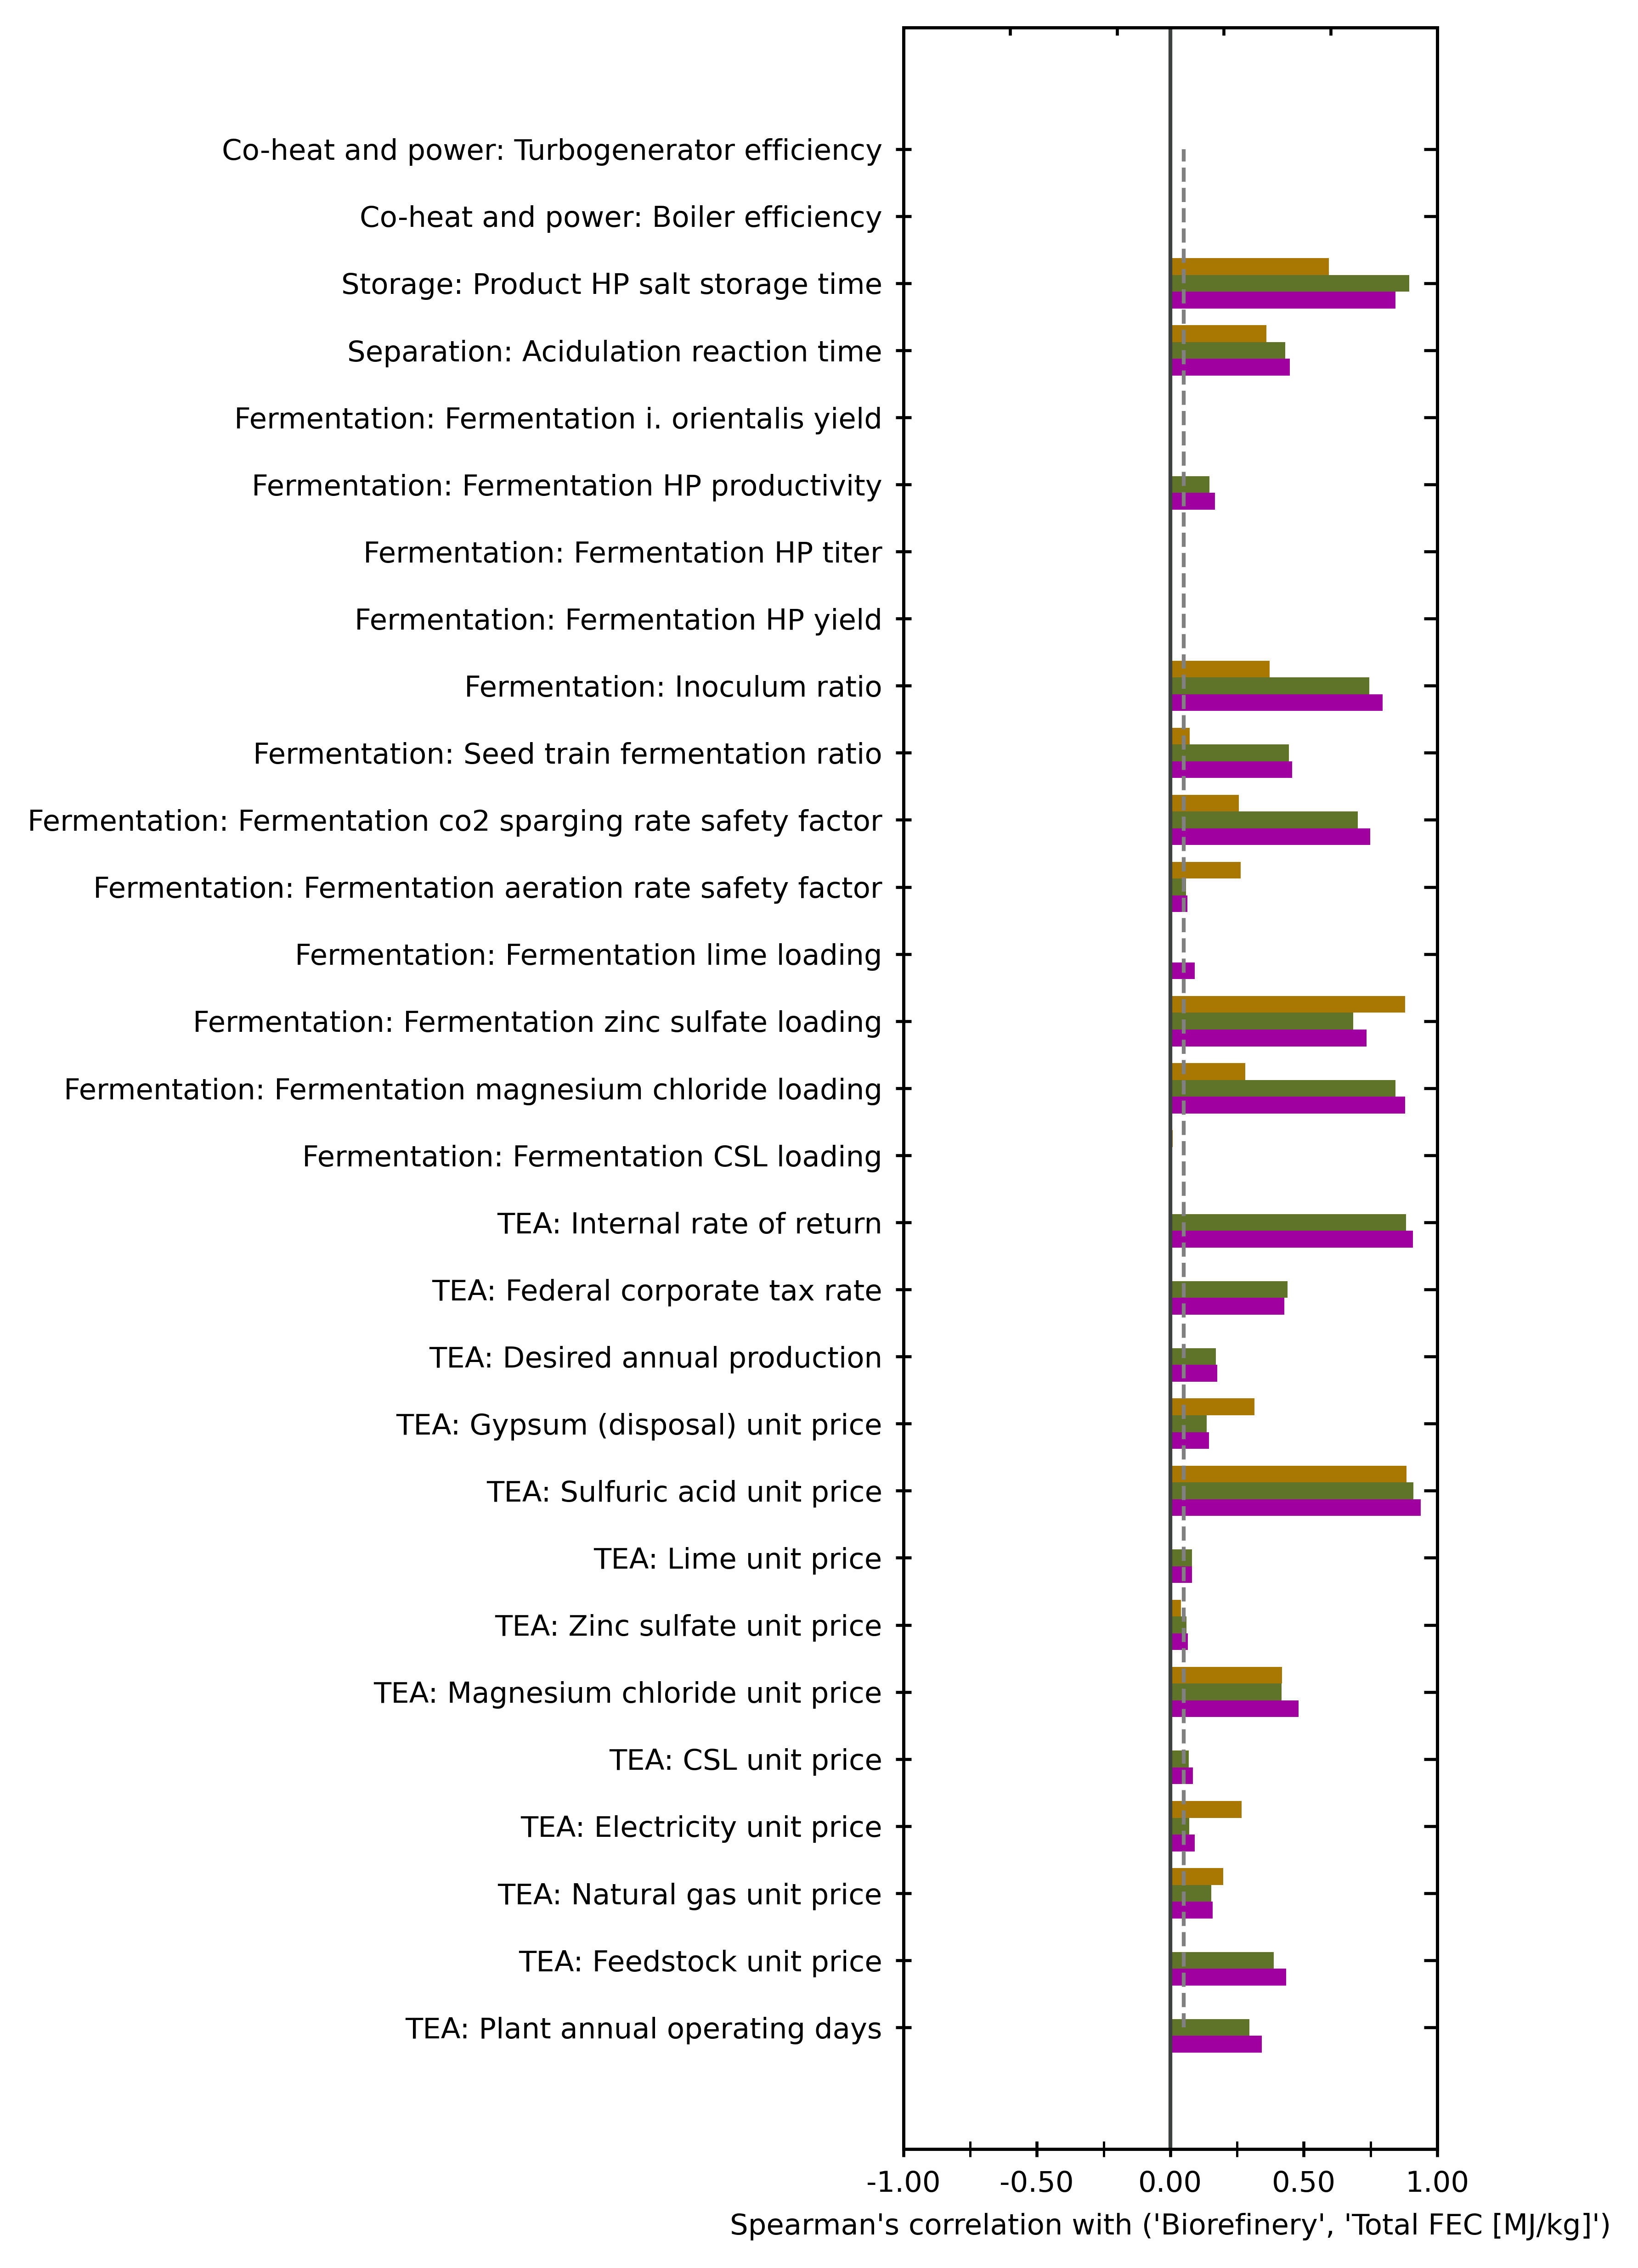 Co-heat and power: Turbogenerator efficiency
Co-heat and power: Boiler efficiency
Storage: Product HP salt storage time
Separation: Acidulation reaction time
Fermentation: Fermentation i. orientalis yield
Fermentation: Fermentation HP productivity
Fermentation: Fermentation HP titer
Fermentation: Fermentation HP yield
Fermentation: Inoculum ratio
Fermentation: Seed train fermentation ratio
Fermentation: Fermentation co2 sparging rate safety factor
Fermentation: Fermentation aeration rate safety factor
Fermentation: Fermentation lime loading
Fermentation: Fermentation zinc sulfate loading
Fermentation: Fermentation magnesium chloride loading
Fermentation: Fermentation CSL loading
TEA: Internal rate of return
TEA: Federal corporate tax rate
TEA: Desired annual production
TEA: Gypsum (disposal) unit price
TEA: Sulfuric acid unit price
TEA: Lime unit price
TEA: Zinc sulfate unit price
TEA: Magnesium chloride unit price
TEA: CSL unit price
TEA: Electricity unit price
TEA: Natural gas unit price
TEA: Feedstock unit price
TEA: Plant annual operating days
-1.00 -0.50 0.00 0.50 1.00
Spearman's correlation with ('Biorefinery', 'Total FEC [MJ/kg]')